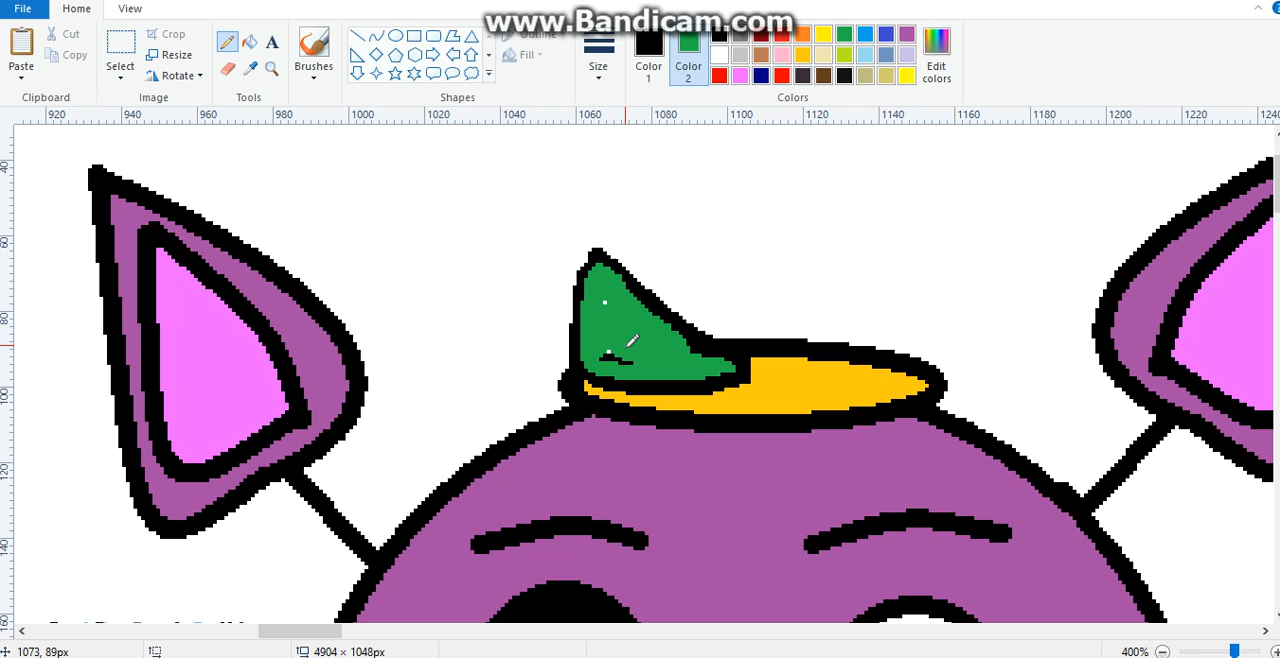 www.Bandicam.com
File
Home
View
Paste
Cut
Copy
Clipboard
Select
Crop
Resize
Rotate
Image
Tools
Brushes
Shapes
Outline
Fill
Size
Color 1
Color 2
Colors
Edit colors
920 940 960 980 1000 1020 1040 1060 1080 1100 1120 1140 1160 1180 1200 1220 1240
40
60
80
100
120
140
160
1073, 89px
4904 × 1048px
400%